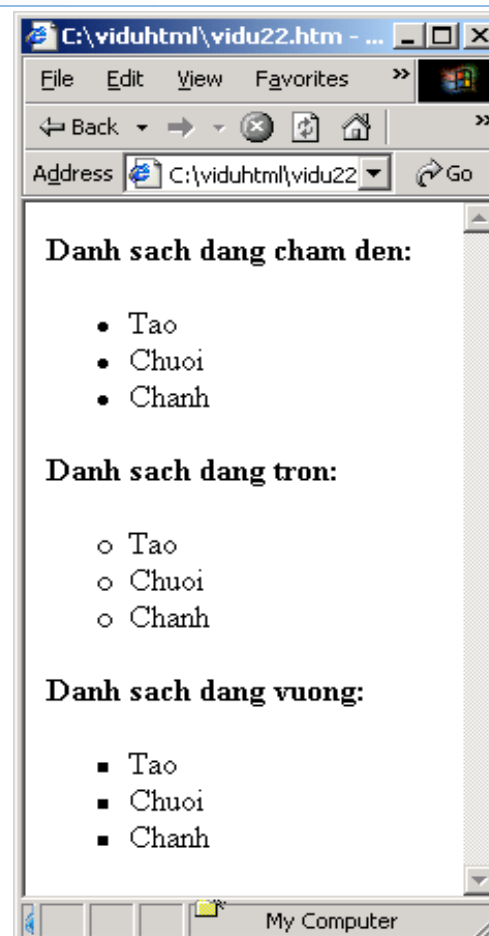 C:\viduhtml\vidu22.htm - ...
File Edit View Favorites »
Back »
Address C:\viduhtml\vidu22 Go
Danh sach dang cham den:
Tao
Chuoi
Chanh
Danh sach dang tron:
Tao
Chuoi
Chanh
Danh sach dang vuong:
Tao
Chuoi
Chanh
My Computer